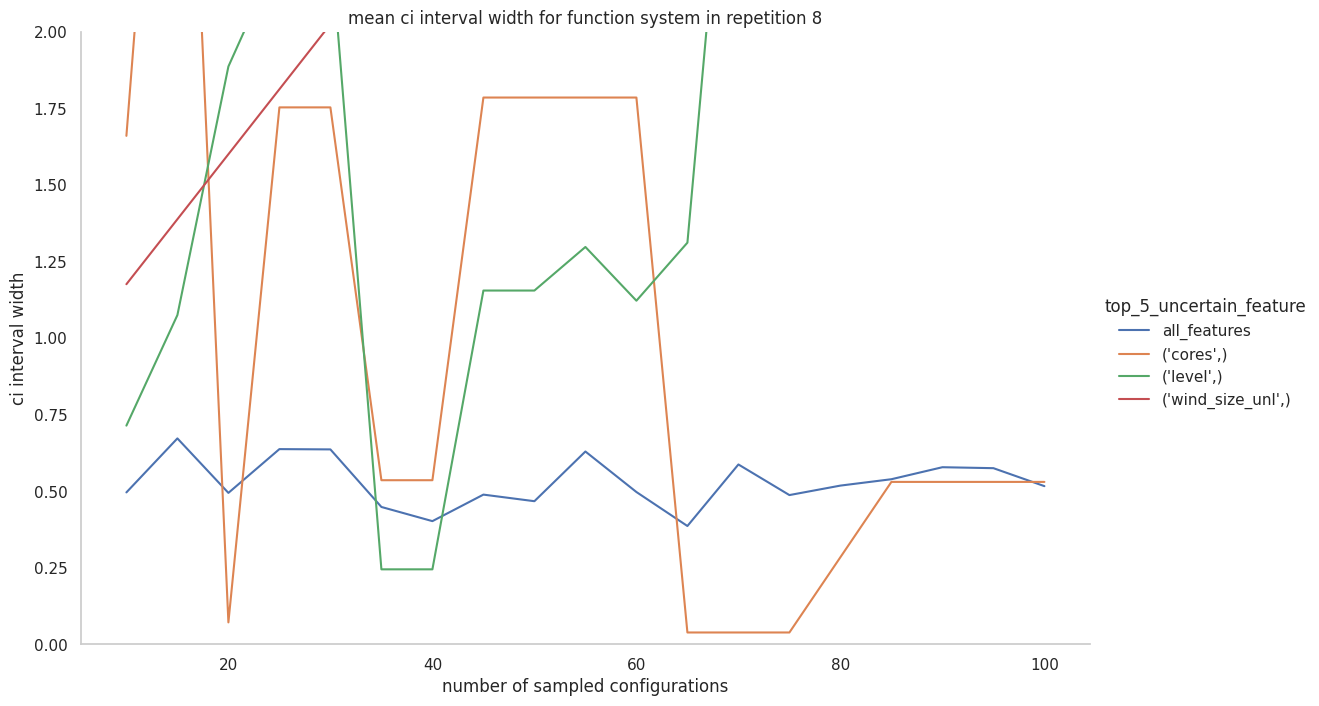 mean ci interval width for function system in repetition 8
2.00
1.75
1.50
1.25
1.00
0.75
0.50
0.25
0.00
ci interval width
20
40
60
80
100
number of sampled configurations
top_5_uncertain_feature
all_features
('cores',)
('level',)
('wind_size_unl',)